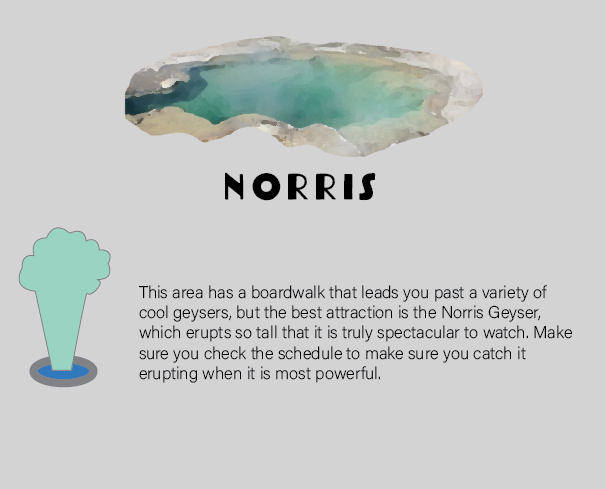 NORRIS
This area has a boardwalk that leads you past a variety of
cool geysers, but the best attraction is the Norris Geyser,
which erupts so tall that it is truly spectacular to watch. Make
sure you check the schedule to make sure you catch it
erupting when it is most powerful.